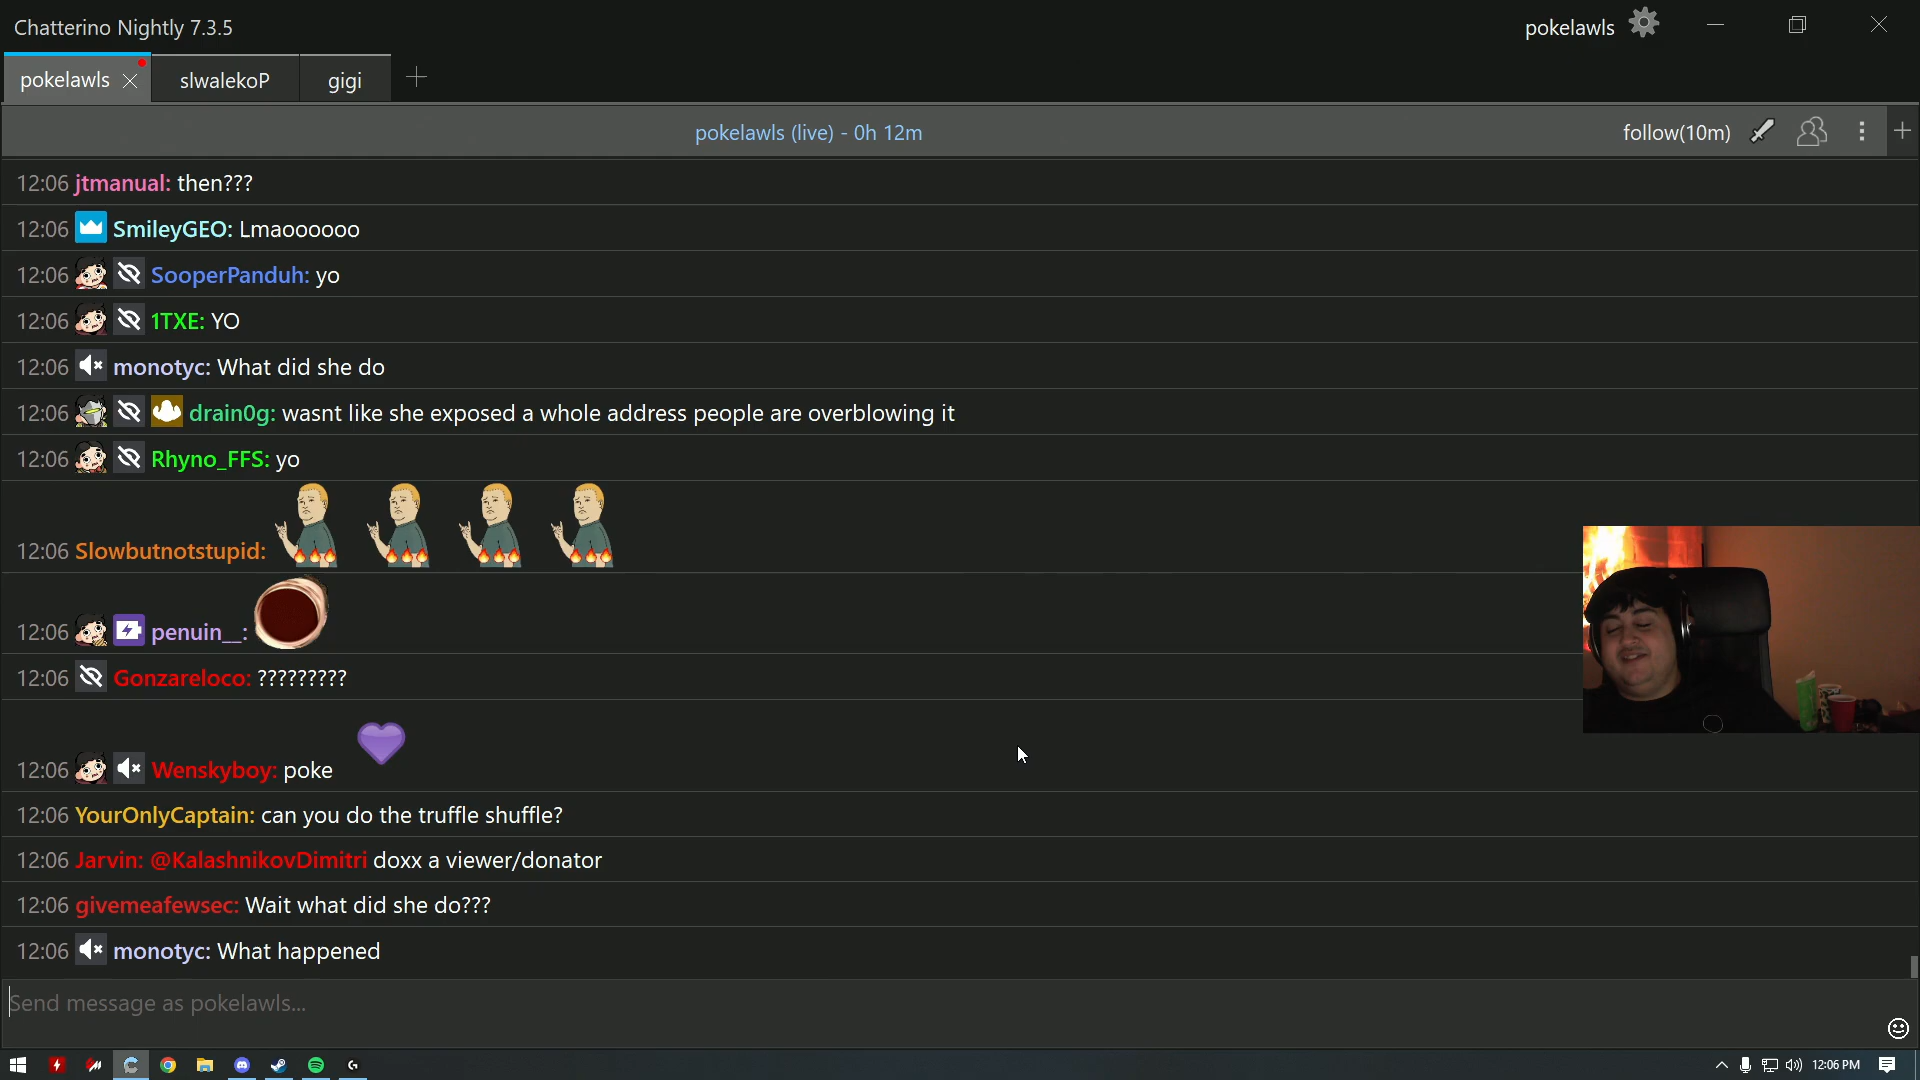 Chatterino Nightly 7.3.5
pokelawls
pokelawls slwalekoP gigi
pokelawls (live) - 0h 12m
follow(10m)
12:06 jtmanual: then???
12:06 SmileyGEO: Lmaoooooo
12:06 SooperPanduh: yo
12:06 1TXE: YO
12:06 monotyc: What did she do
12:06 drain0g: wasnt like she exposed a whole address people are overblowing it
12:06 Rhyno_FFS: yo
12:06 Slowbutnotstupid:
12:06 penuin__:
12:06 Gonzareloco: ?????????
12:06 Wenskyboy: poke
12:06 YourOnlyCaptain: can you do the truffle shuffle?
12:06 Jarvin: @KalashnikovDimitri doxx a viewer/donator
12:06 givemeafewsec: Wait what did she do???
12:06 monotyc: What happened
Send message as pokelawls...
12:06 PM